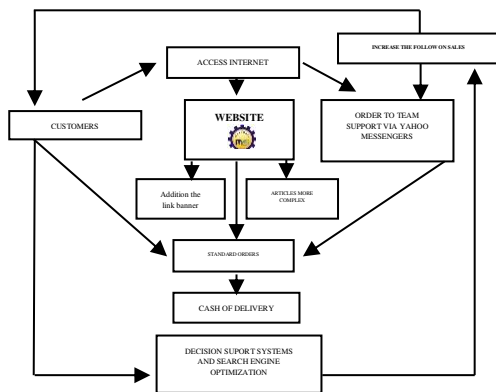 INCREASE THE FOLLOW ON SALES
ACCESS INTERNET
CUSTOMERS
WEBSITE
ORDER TO TEAM
SUPPORT VIA YAHOO
MESSENGERS
Addition the
link banner
ARTICLES MORE
COMPLEX
STANDARD ORDERS
CASH OF DELIVERY
DECISION SUPORT SYSTEMS
AND SEARCH ENGINE
OPTIMIZATION